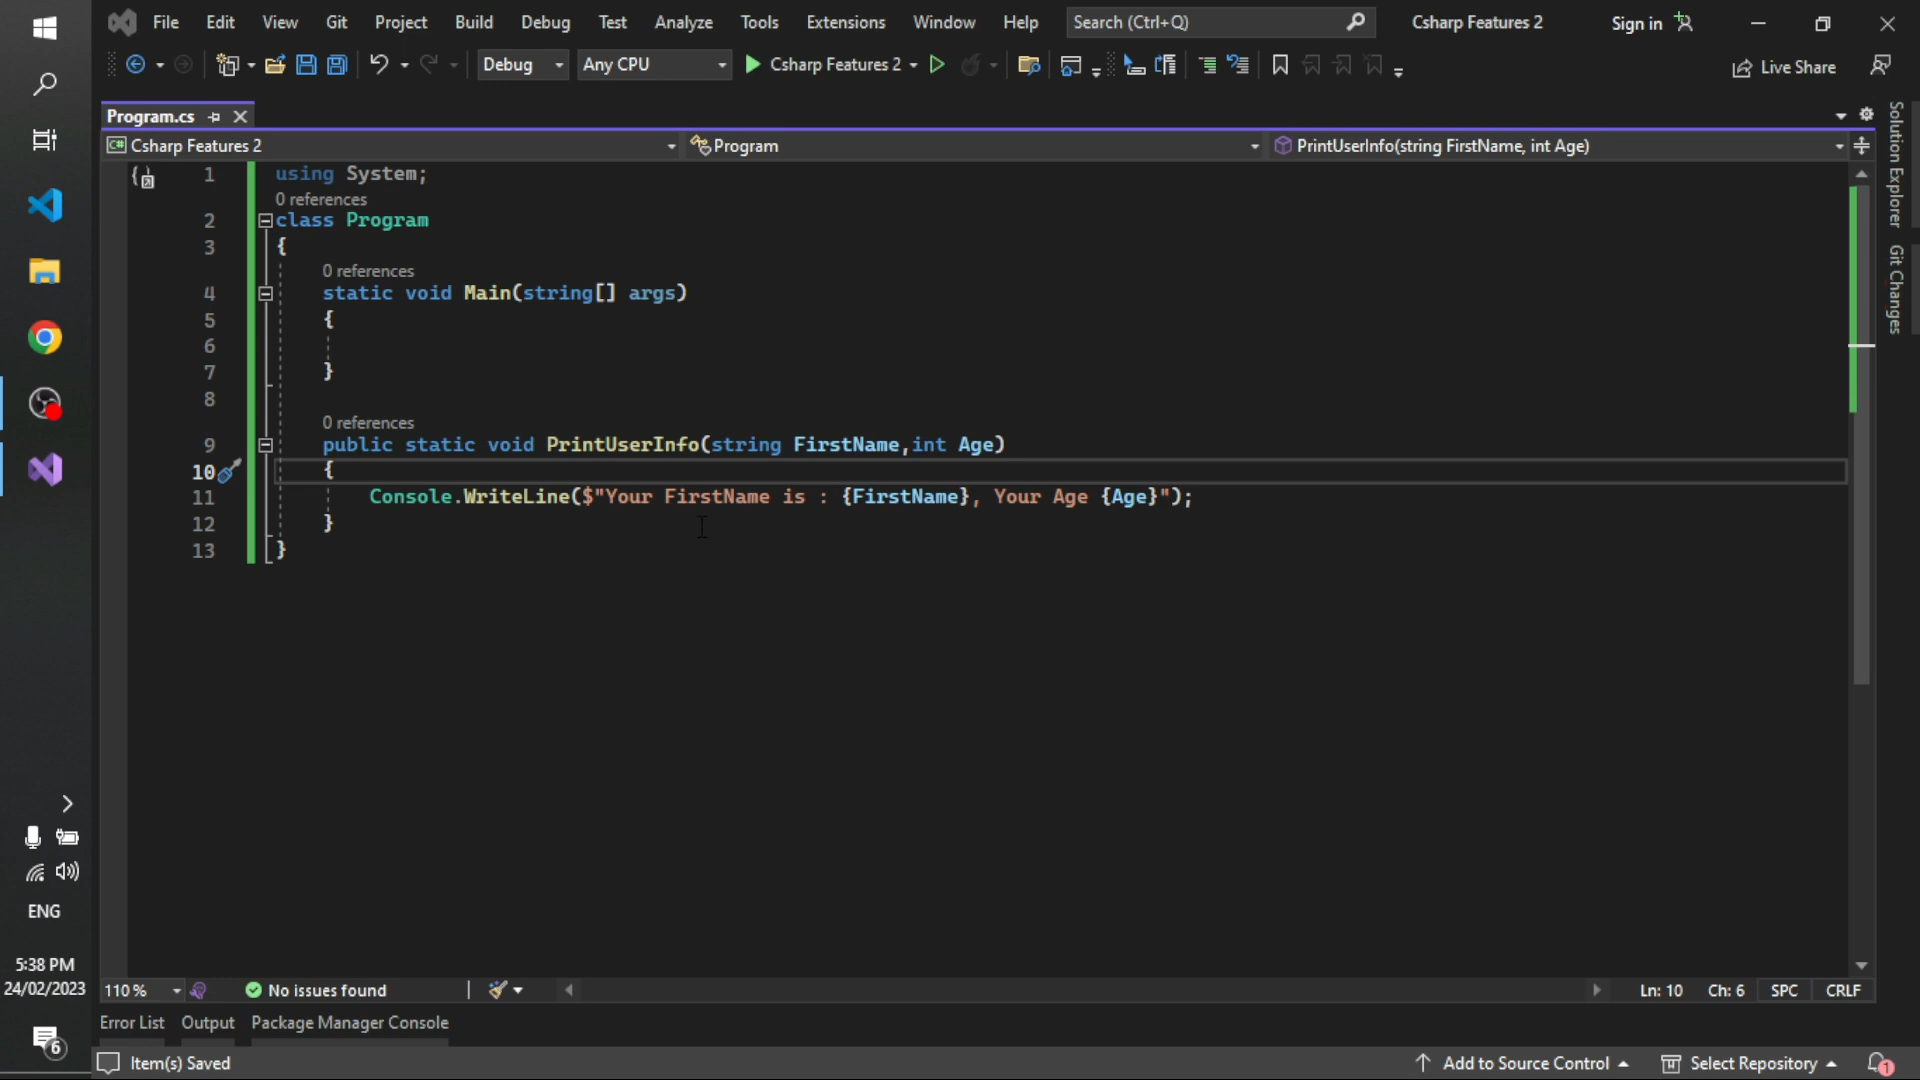 File Edit View Git Project Build Debug Test Analyze Tools Extensions Window Help Search (Ctrl+Q) Csharp Features 2 Sign in
Debug Any CPU Csharp Features 2 Live Share
Program.cs
C# Csharp Features 2 Program PrintUserInfo(string FirstName, int Age)
Solution Explorer
Git Changes
1 using System;
0 references
2 class Program
3 {
0 references
4 static void Main(string[] args)
5 {
6
7 }
8
0 references
9 public static void PrintUserInfo(string FirstName,int Age)
10 {
11 Console.WriteLine($"Your FirstName is : {FirstName}, Your Age {Age}");
12 }
13 }
ENG
5:38 PM
24/02/2023
6
110 % No issues found Ln: 10 Ch: 6 SPC CRLF
Error List Output Package Manager Console
Item(s) Saved Add to Source Control Select Repository 1